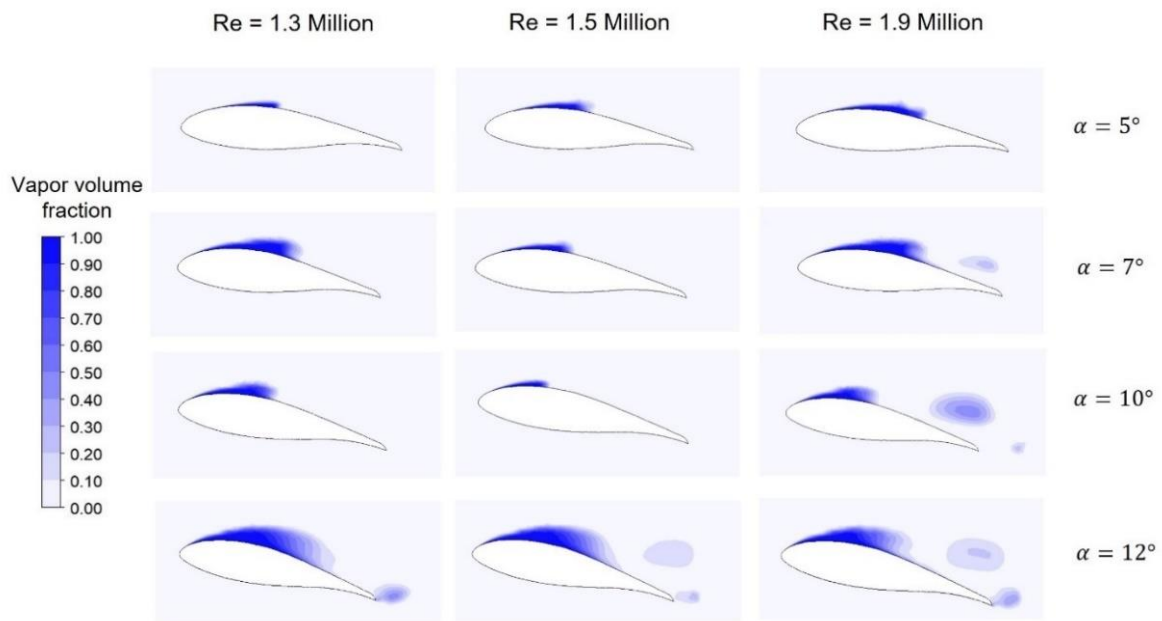 Re = 1.3 Million
Re = 1.5 Million
Re = 1.9 Million
α = 5°
Vapor volume
fraction
1.00
0.90
0.80
0.70
0.60
0.50
0.40
0.30
0.20
0.10
0.00
α = 7°
α = 10°
α = 12°